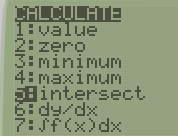 CALCULATE
1:value
2:zero
3:minimum
4:maximum
5:intersect
6:dy/dx
7:∫f(x)dx